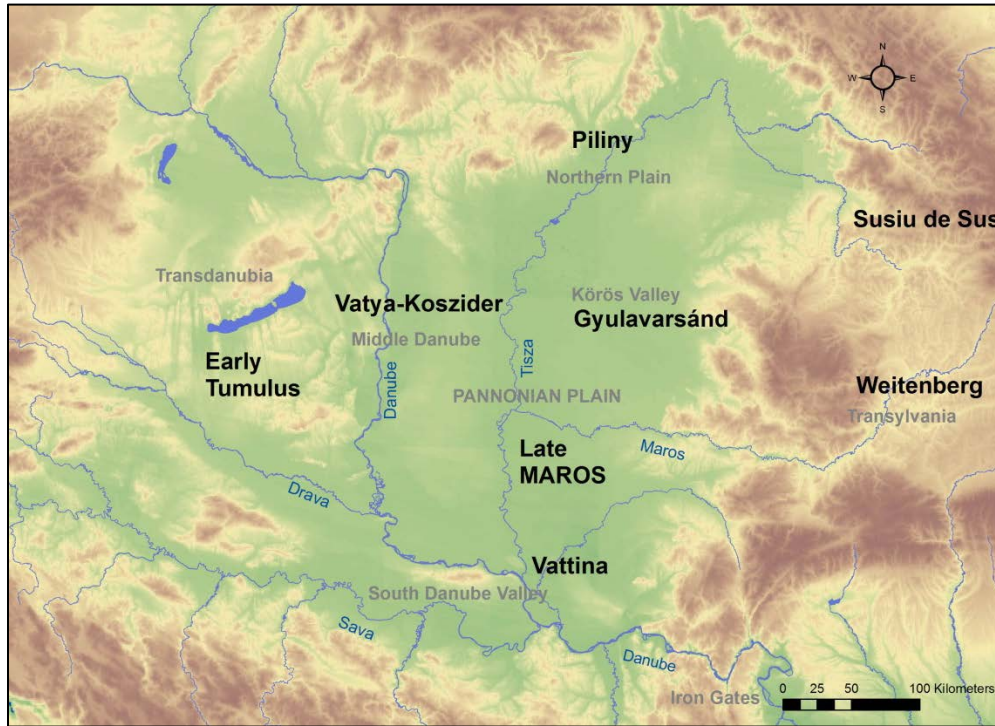 N
W E
S
Piliny
Northern Plain
Susiu de Sus
Transdanubia
Körös Valley
Vatya-Koszider
Gyulavarsánd
Middle Danube
Tisza
Early
Tumulus
Danube
Weitenberg
PANNONIAN PLAIN
Transylvania
Late
MAROS
Maros
Drava
Vattina
South Danube Valley
Sava
Danube
Iron Gates
0 25 50 100 Kilometers